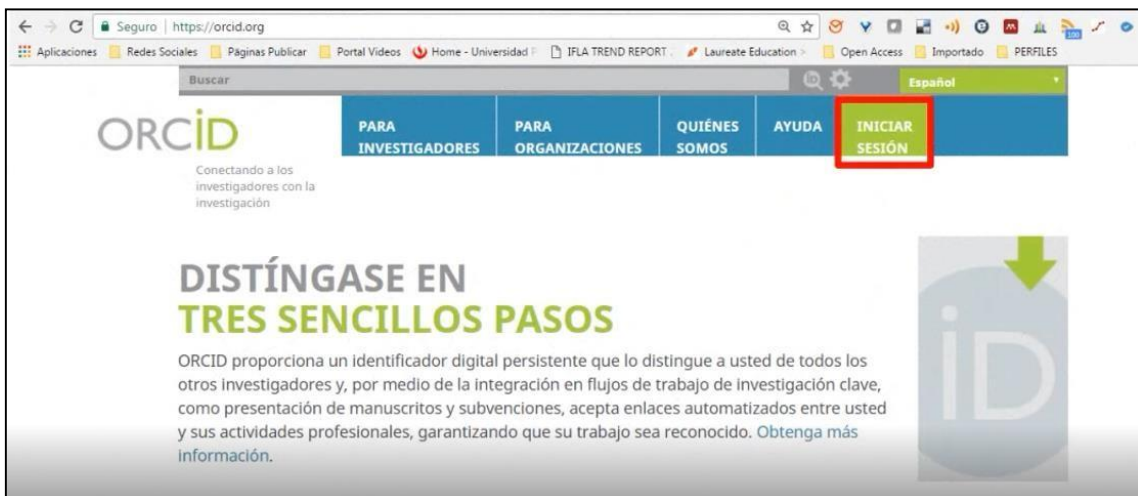 Seguro | https://orcid.org
Aplicaciones Redes Sociales Páginas Publicar Portal Videos Home - Universidad IFLA TREND REPORT Laureate Education > Open Access Importado PERFILES
100
Buscar
iD
Español
ORCID
PARA INVESTIGADORES
PARA ORGANIZACIONES
QUIÉNES SOMOS
AYUDA
INICIAR SESIÓN
Conectando a los
investigadores con la
investigación
DISTÍNGASE EN
TRES SENCILLOS PASOS
ORCID proporciona un identificador digital persistente que lo distingue a usted de todos los
otros investigadores y, por medio de la integración en flujos de trabajo de investigación clave,
como presentación de manuscritos y subvenciones, acepta enlaces automatizados entre usted
y sus actividades profesionales, garantizando que su trabajo sea reconocido. Obtenga más
información.
iD